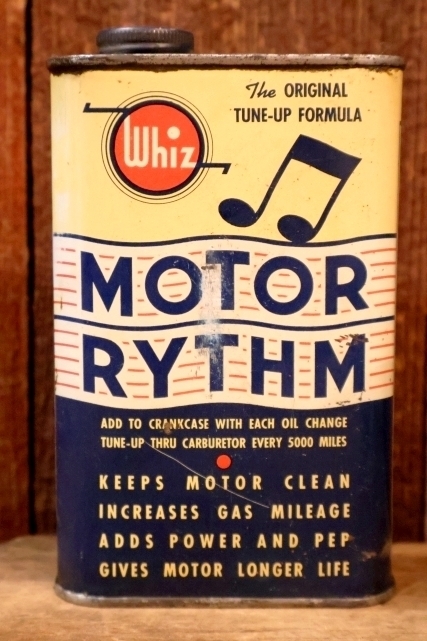 The ORIGINAL
TUNE-UP FORMULA
Whiz
MOTOR
RYTHM
ADD TO CRANKCASE WITH EACH OIL CHANGE
TUNE-UP THRU CARBURETOR EVERY 5000 MILES
KEEPS MOTOR CLEAN
INCREASES GAS MILEAGE
ADDS POWER AND PEP
GIVES MOTOR LONGER LIFE